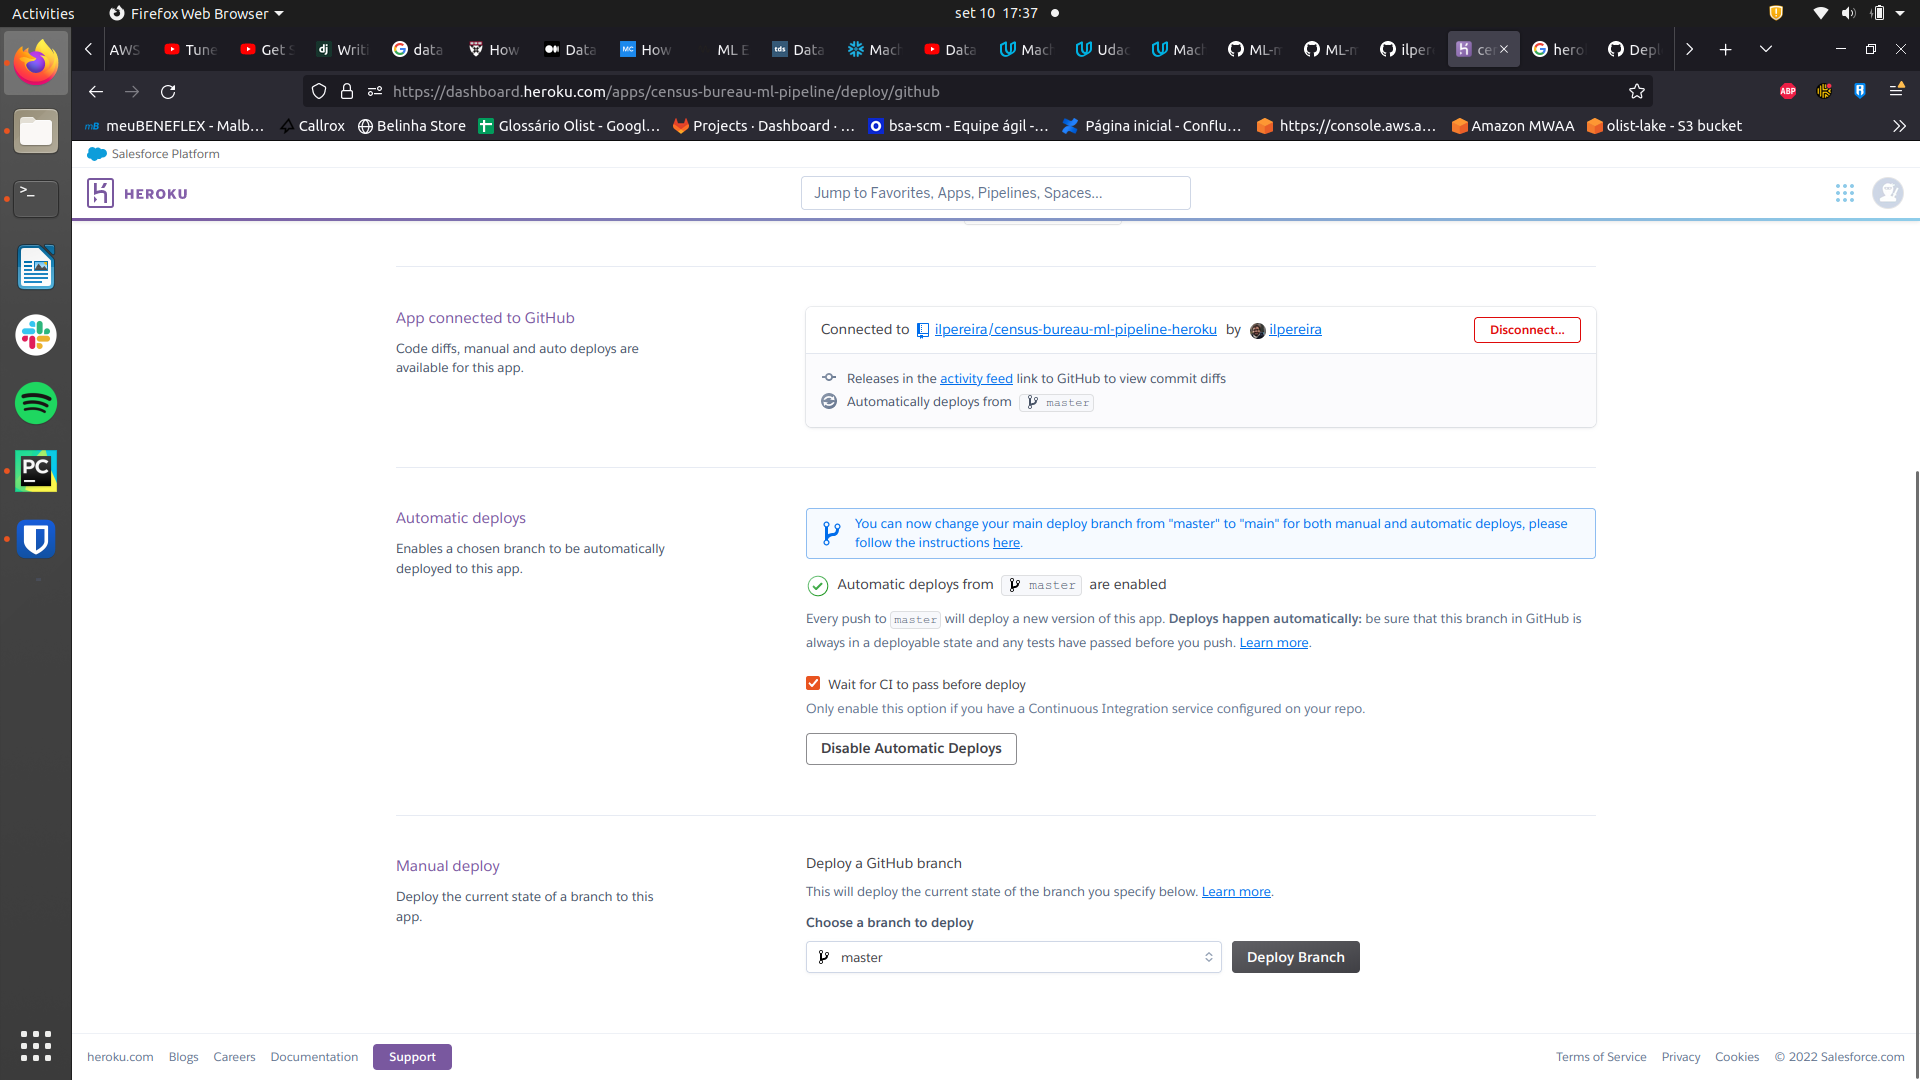 Activities
Firefox Web Browser
set 10 17:37
AWS
Tune
Get S
Writi
data
How
Data
How
ML E
Data
Mach
Data
Mach
Udac
Mach
ML-m
ML-m
ilper
cen
hero
Depl
https://dashboard.heroku.com/apps/census-bureau-ml-pipeline/deploy/github
ABP
meuBENEFLEX - Malb…
Callrox
Belinha Store
Glossário Olist - Googl…
Projects · Dashboard · …
bsa-scm - Equipe ágil -…
Página inicial - Conflu…
https://console.aws.a…
Amazon MWAA
olist-lake - S3 bucket
Salesforce Platform
HEROKU
Jump to Favorites, Apps, Pipelines, Spaces...
App connected to GitHub
Code diffs, manual and auto deploys are
available for this app.
Connected to ilpereira/census-bureau-ml-pipeline-heroku by ilpereira
Disconnect...
Releases in the activity feed link to GitHub to view commit diffs
Automatically deploys from master
Automatic deploys
Enables a chosen branch to be automatically
deployed to this app.
You can now change your main deploy branch from "master" to "main" for both manual and automatic deploys, please
follow the instructions here.
Automatic deploys from master are enabled
Every push to master will deploy a new version of this app. Deploys happen automatically: be sure that this branch in GitHub is
always in a deployable state and any tests have passed before you push. Learn more.
Wait for CI to pass before deploy
Only enable this option if you have a Continuous Integration service configured on your repo.
Disable Automatic Deploys
Manual deploy
Deploy the current state of a branch to this
app.
Deploy a GitHub branch
This will deploy the current state of the branch you specify below. Learn more.
Choose a branch to deploy
master
Deploy Branch
heroku.com
Blogs
Careers
Documentation
Support
Terms of Service
Privacy
Cookies
© 2022 Salesforce.com